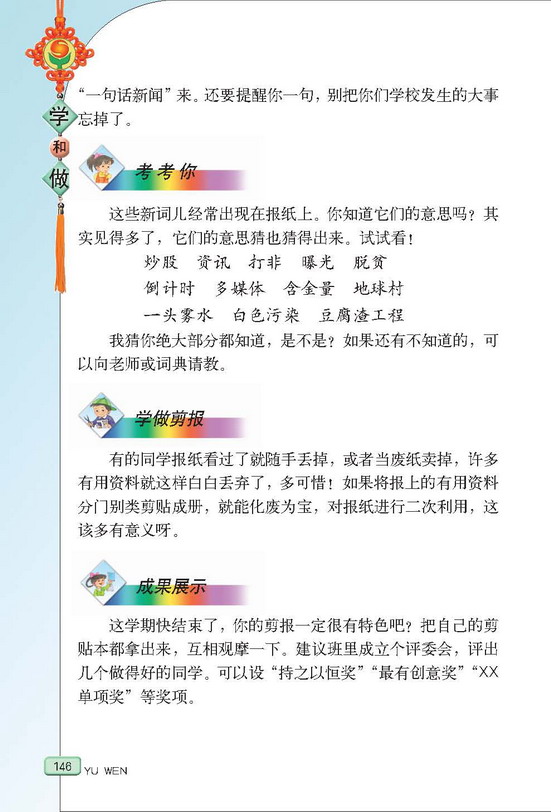 “一句话新闻”来。还要提醒你一句，别把你们学校发生的大事
忘掉了。
学
和
做
考考你
这些新词儿经常出现在报纸上。你知道它们的意思吗？其
实见得多了，它们的意思猜也猜得出来。试试看！
炒股 资讯 打非 曝光 脱贫
倒计时 多媒体 含金量 地球村
一头雾水 白色污染 豆腐渣工程
我猜你绝大部分都知道，是不是？如果还有不知道的，可
以向老师或词典请教。
学做剪报
有的同学报纸看过了就随手丢掉，或者当废纸卖掉，许多
有用资料就这样白白丢弃了，多可惜！如果将报上的有用资料
分门别类剪贴成册，就能化废为宝，对报纸进行二次利用，这
该多有意义呀。
成果展示
这学期快结束了，你的剪报一定很有特色吧？把自己的剪
贴本都拿出来，互相观摩一下。建议班里成立个评委会，评出
几个做得好的同学。可以设“持之以恒奖”“最有创意奖”“XX
单项奖”等奖项。
146 YU WEN